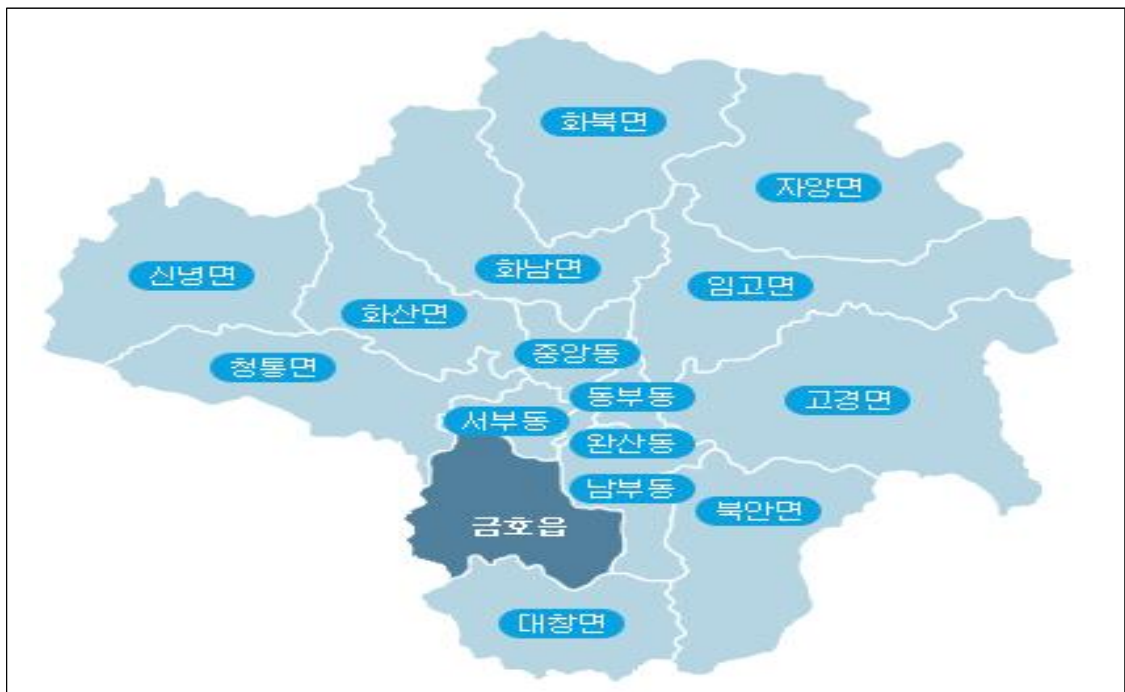 화북면
자양면
신녕면
화남면
임고면
화산면
중앙동
청통면
동부동
고경면
서부동
완산동
남부동
북안면
금호읍
대창면